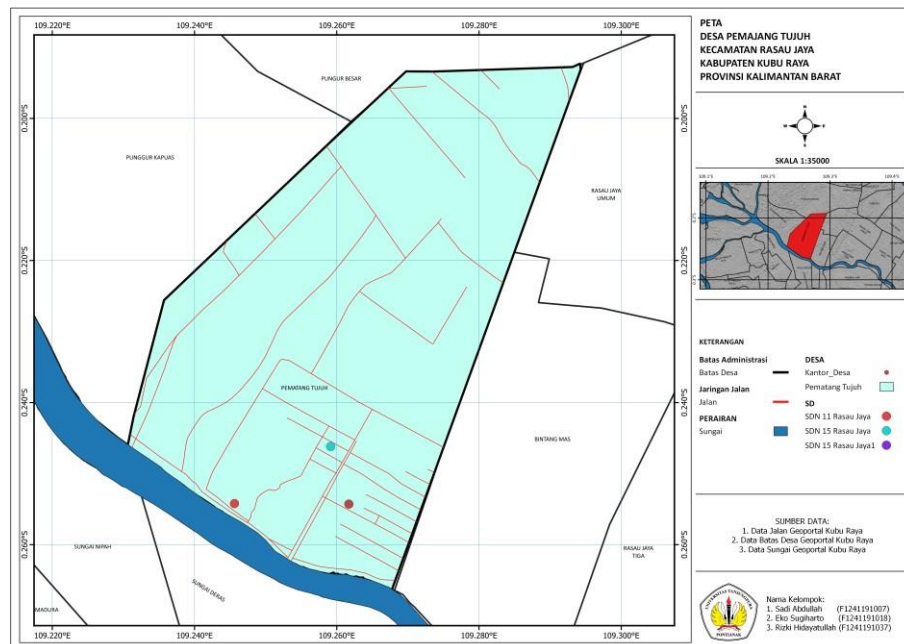 PETA
DESA PEMAJANG TUJUH
KECAMATAN RASAU JAYA
KABUPATEN KUBU RAYA
PROVINSI KALIMANTAN BARAT
SKALA 1:35000
109.220°E 109.240°E 109.260°E 109.280°E 109.300°E
0.200°S
0.220°S
0.240°S
0.260°S
PUNGUR BESAR
PUNGGUR KAPUAS
RASAU JAYA
UMUM
PEMATANG TUJUH
BINTANG MAS
SUNGAI NIPAH
SUNGAI DERAS
RASAU JAYA
TIGA
MADURA
109.220°E 109.240°E 109.260°E 109.280°E 109.300°E
0.200°S
0.220°S
0.240°S
0.260°S
KETERANGAN
Batas Administrasi
Batas Desa
Jaringan Jalan
Jalan
PERAIRAN
Sungai
DESA
Kantor_Desa
Pematang Tujuh
SD
SDN 11 Rasau Jaya
SDN 15 Rasau Jaya
SDN 15 Rasau Jaya1
SUMBER DATA:
1. Data Jalan Geoportal Kubu Raya
2. Data Batas Desa Geoportal Kubu Raya
3. Data Sungai Geoportal Kubu Raya
UNIVERSITAS TANJUNGPURA
PONTIANAK
Nama Kelompok:
1. Sadi Abdullah (F1241191007)
2. Eko Sugiharto (F1241191018)
3. Rizki Hidayatullah (F1241191037)